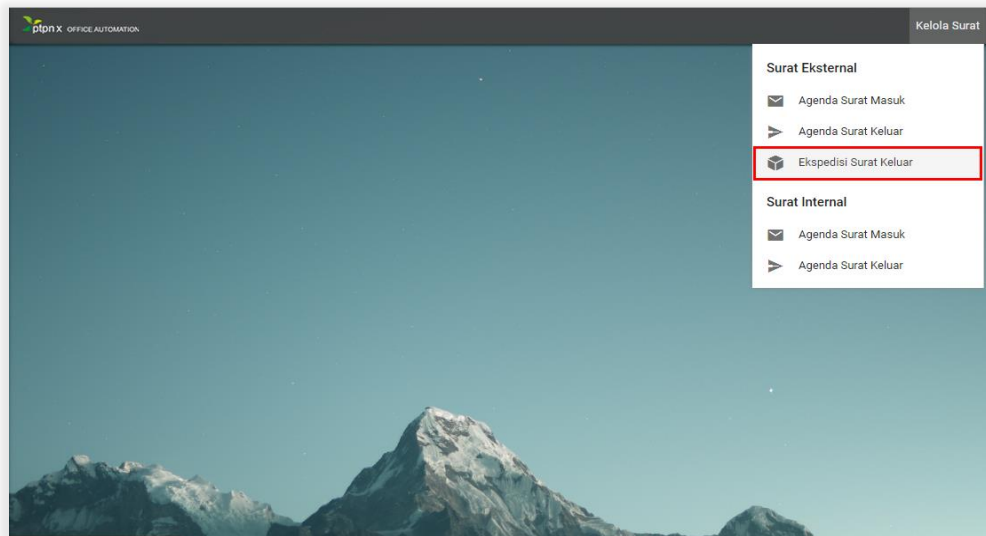 ptpn x OFFICE AUTOMATION
Kelola Surat
Surat Eksternal
Agenda Surat Masuk
Agenda Surat Keluar
Ekspedisi Surat Keluar
Surat Internal
Agenda Surat Masuk
Agenda Surat Keluar